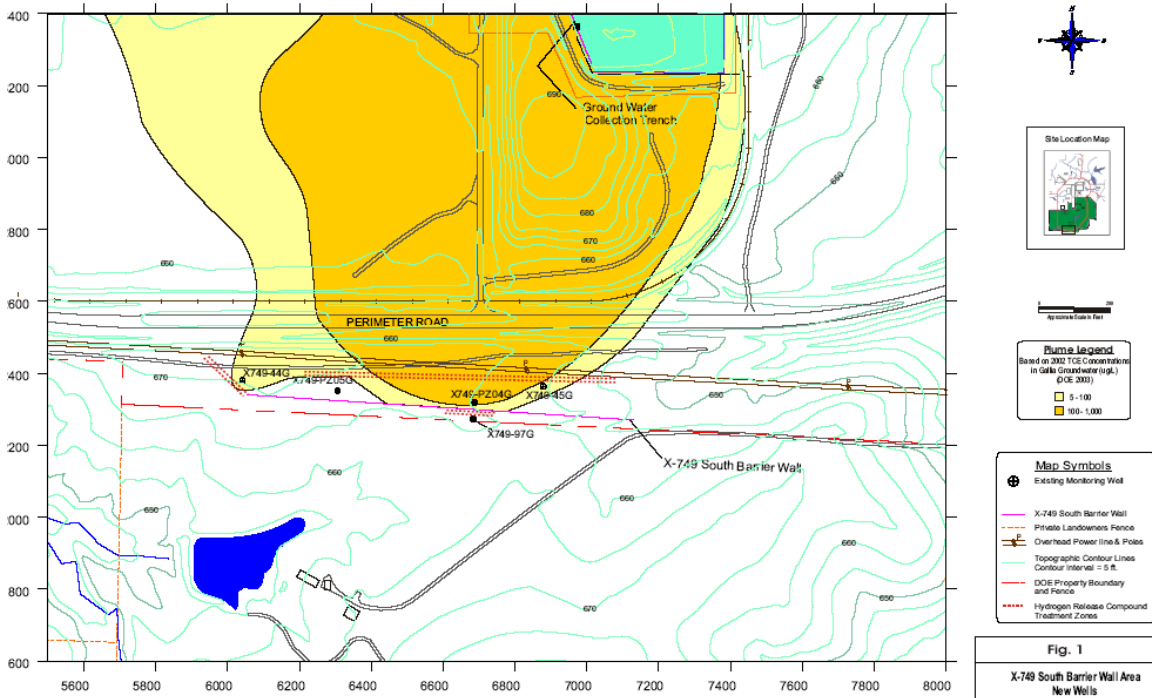 400
200
000
800
600
400
200
000
800
600
5600
5800
6000
6200
6400
6600
6800
7000
7200
7400
7600
7800
8000
690
Ground Water
Collection Trench
680
670
660
650
650
650
660
PERIMETER ROAD
670
X749-44G
X749-PZ05G
X749-PZ04G
X749-45G
X749-97G
X-749 South Barrier Wall
P
P
660
660
660
670
650
Site Location Map
0
200
Approximate Scale in Feet
Plume Legend
Based on 2002 TCE Concentrations
in Gallia Groundwater (ug/L)
(DOE 2003)
5 - 100
100 - 1,000
Map Symbols
Existing Monitoring Well
X-749 South Barrier Wall
Private Landowners Fence
P
Overhead Power line & Poles
Topographic Contour Lines
Contour Interval = 5 ft.
DOE Property Boundary
and Fence
Hydrogen Release Compound
Treatment Zones
Fig. 1
X-749 South Barrier Wall Area
New Wells